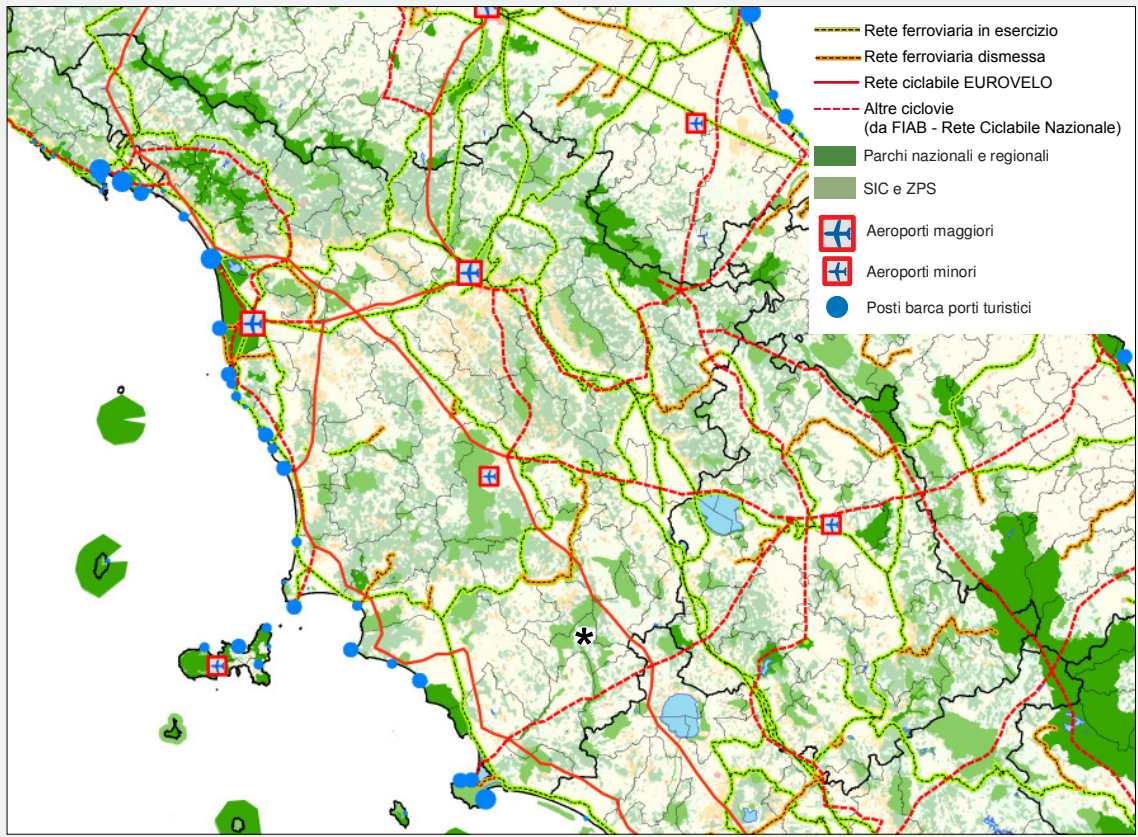 Rete ferroviaria in esercizio
Rete ferroviaria dismessa
Rete ciclabile EUROVELO
Altre ciclovie
(da FIAB - Rete Ciclabile Nazionale)
Parchi nazionali e regionali
SIC e ZPS
Aeroporti maggiori
Aeroporti minori
Posti barca porti turistici
*